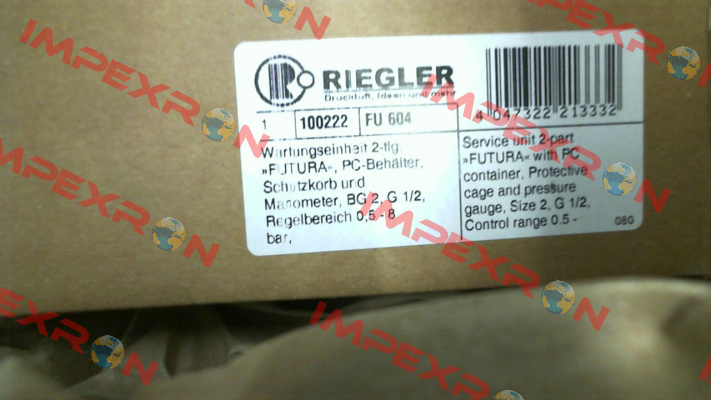 RIEGLER
Druckluft, Ideen und mehr
4 047322 213332
1 100222 FU 604
Wartungseinheit 2-tlg.
»FUTURA«, PC-Behälter,
Schutzkorb und
Manometer, BG 2, G 1/2,
Regelbereich 0,5 - 8
bar,
Service unit 2-part
»FUTURA« with PC
container, Protective
cage and pressure
gauge, Size 2, G 1/2,
Control range 0.5 -
080
IMPEXRON
IMPEXRON
IMPEXRON
IMPEXRON